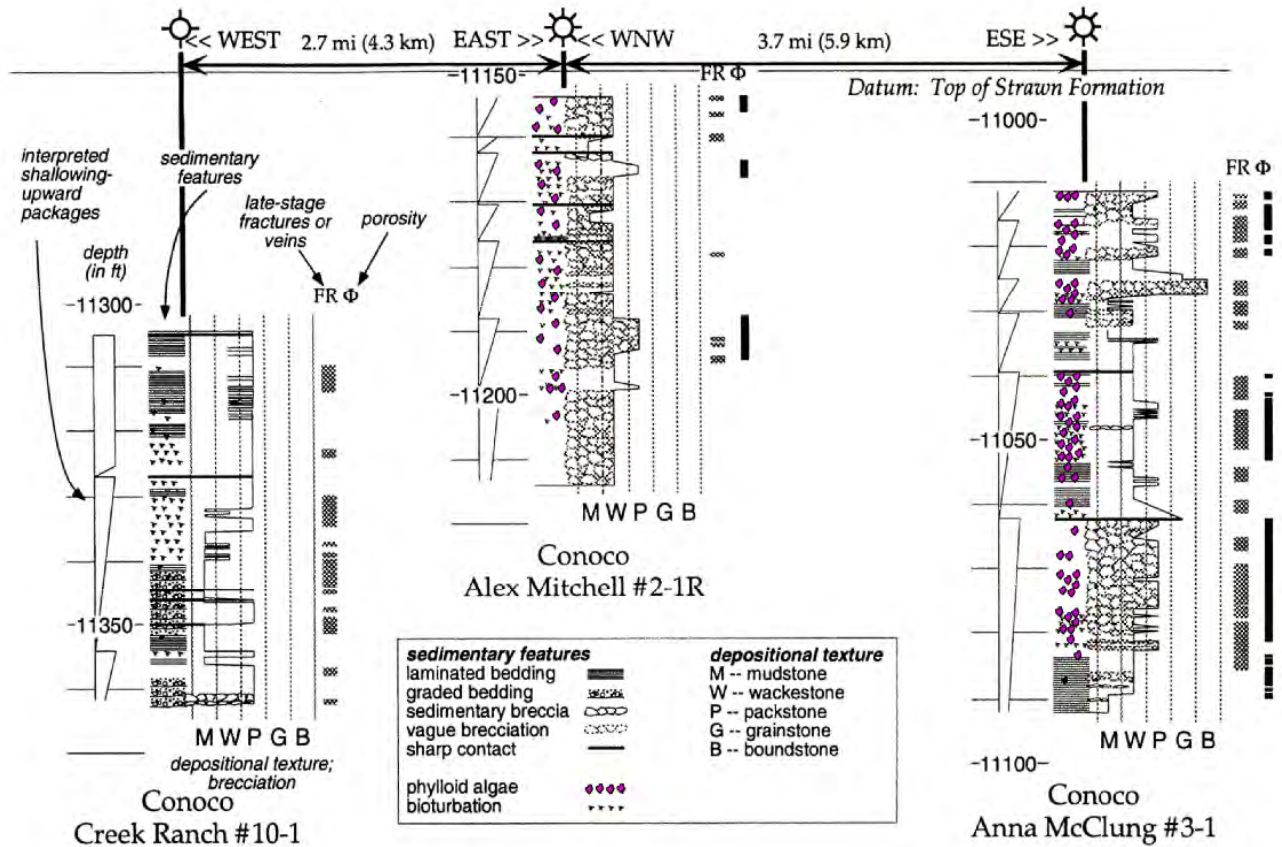 << WEST
2.7 mi (4.3 km)
EAST >>
<< WNW
3.7 mi (5.9 km)
ESE >>
Datum: Top of Strawn Formation
interpreted
shallowing-
upward
packages
sedimentary
features
late-stage
fractures or
veins
porosity
depth
(in ft)
FR Φ
11300
11350
M W P G B
depositional texture;
brecciation
Conoco
Creek Ranch #10-1
11150
FR Φ
11200
M W P G B
Conoco
Alex Mitchell #2-1R
11000
FR Φ
11050
11100
M W P G B
Conoco
Anna McClung #3-1
sedimentary features
laminated bedding
graded bedding
sedimentary breccia
vague brecciation
sharp contact
phylloid algae
bioturbation
depositional texture
M -- mudstone
W -- wackestone
P -- packstone
G -- grainstone
B -- boundstone